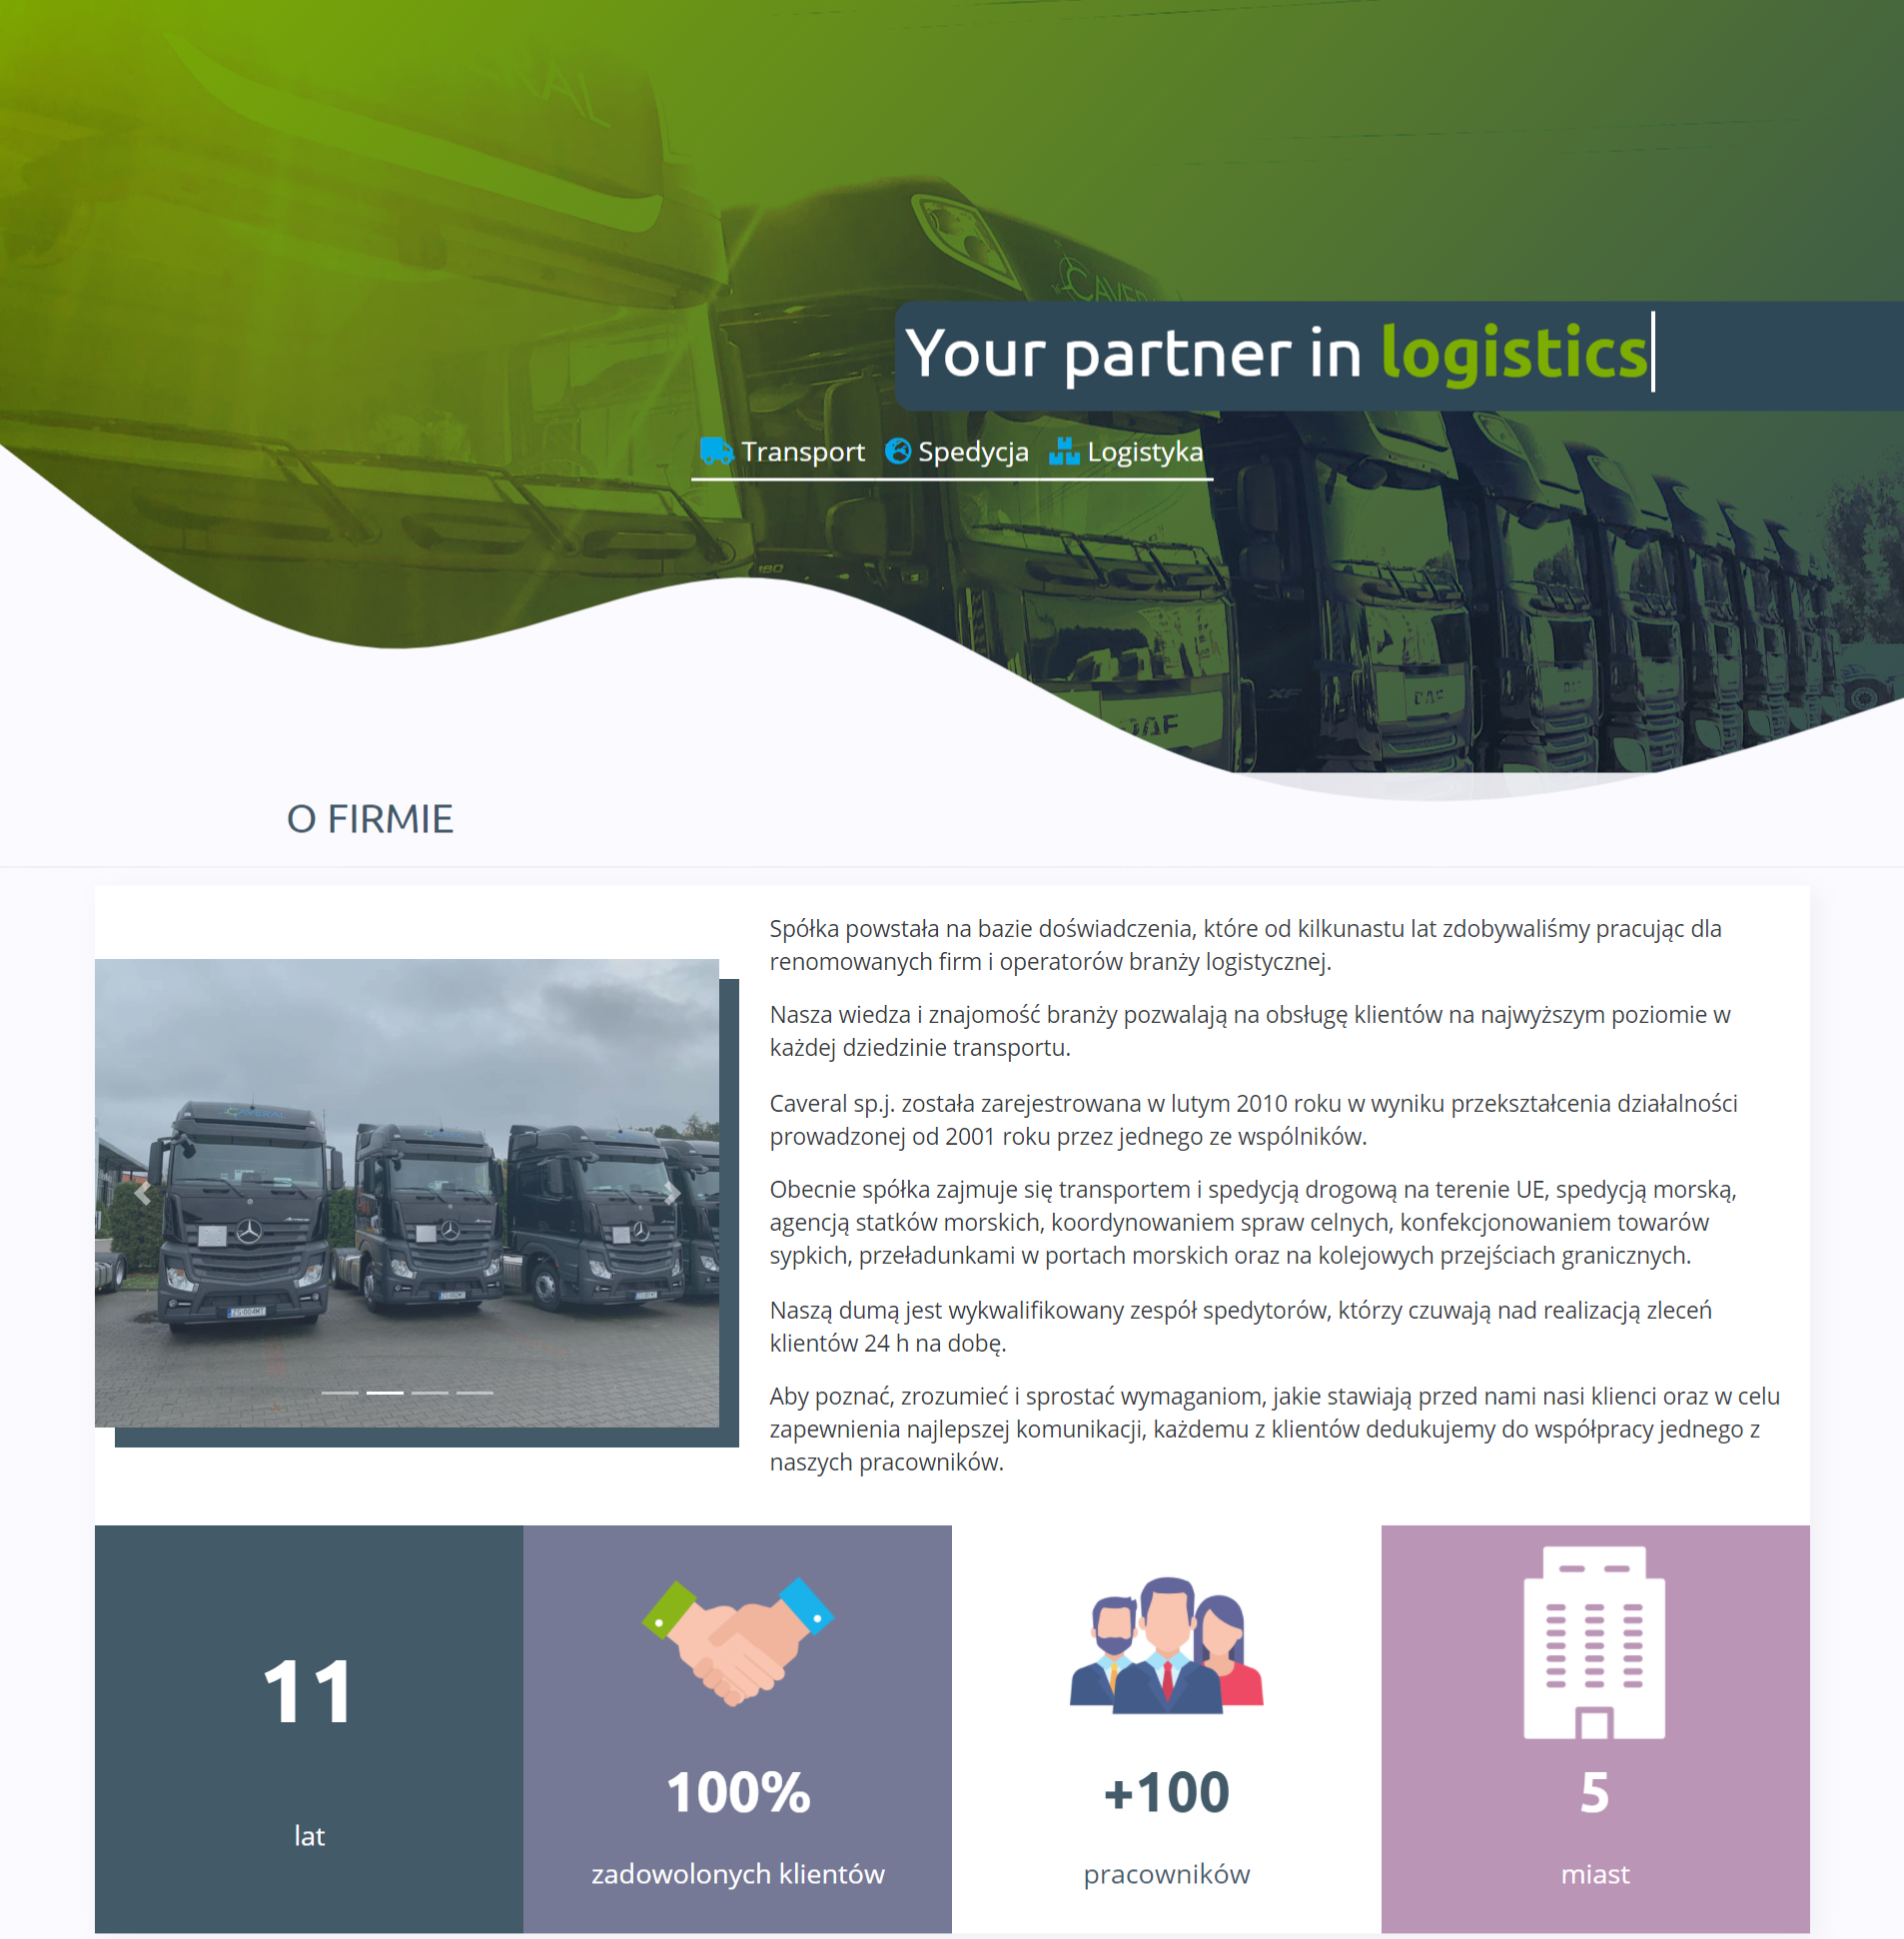 Your partner in logistics
Transport Spedycja Logistyka
DAF
XF
DAF
DAF
O FIRMIE
Spółka powstała na bazie doświadczenia, które od kilkunastu lat zdobywaliśmy pracując dla
renomowanych firm i operatorów branży logistycznej.
Nasza wiedza i znajomość branży pozwalają na obsługę klientów na najwyższym poziomie w
każdej dziedzinie transportu.
Caveral sp.j. została zarejestrowana w lutym 2010 roku w wyniku przekształcenia działalności
prowadzonej od 2001 roku przez jednego ze wspólników.
Obecnie spółka zajmuje się transportem i spedycją drogową na terenie UE, spedycją morską,
agencją statków morskich, koordynowaniem spraw celnych, konfekcjonowaniem towarów
sypkich, przeładunkami w portach morskich oraz na kolejowych przejściach granicznych.
Naszą dumą jest wykwalifikowany zespół spedytorów, którzy czuwają nad realizacją zleceń
klientów 24 h na dobę.
Aby poznać, zrozumieć i sprostać wymaganiom, jakie stawiają przed nami nasi klienci oraz w celu
zapewnienia najlepszej komunikacji, każdemu z klientów dedukujemy do współpracy jednego z
naszych pracowników.
CAVERAL
11
lat
100%
zadowolonych klientów
+100
pracowników
5
miast